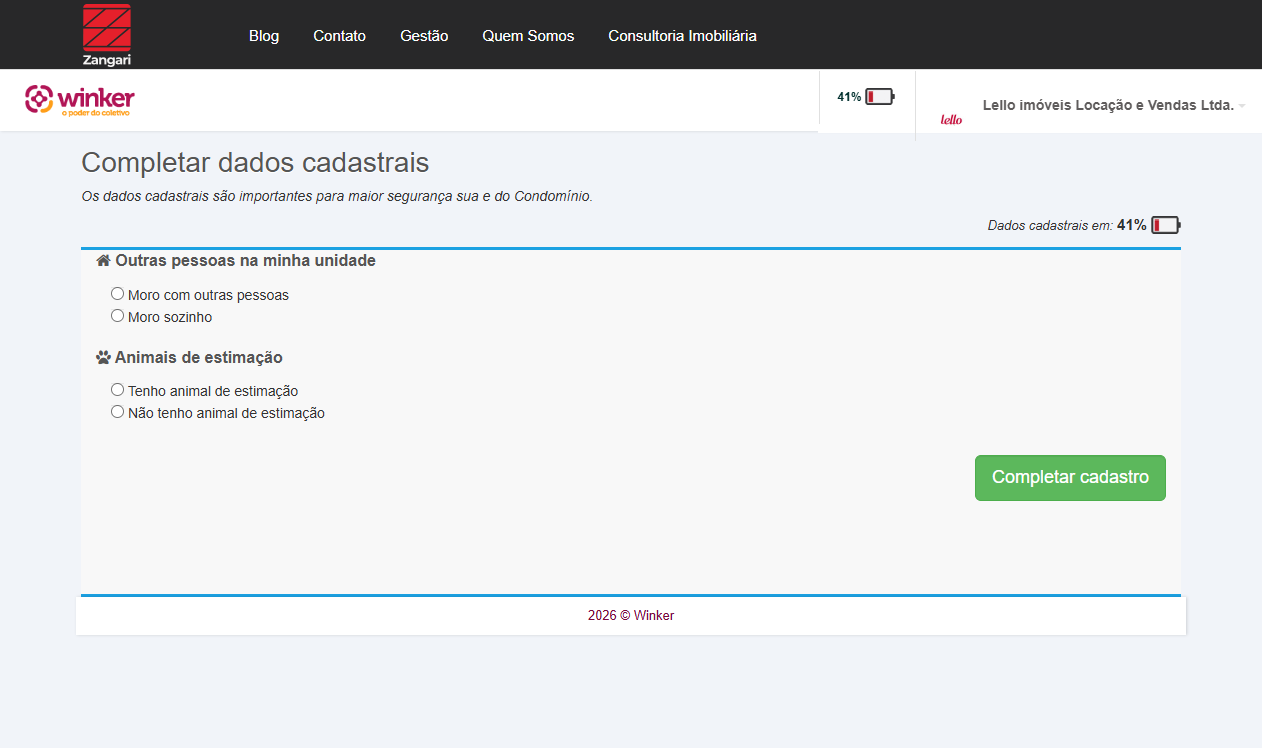 Zangari
Blog Contato Gestão Quem Somos Consultoria Imobiliária
winker
o poder do coletivo
41%
lello
Lello imóveis Locação e Vendas Ltda.
Completar dados cadastrais
Os dados cadastrais são importantes para maior segurança sua e do Condomínio.
Dados cadastrais em: 41%
Outras pessoas na minha unidade
Moro com outras pessoas
Moro sozinho
Animais de estimação
Tenho animal de estimação
Não tenho animal de estimação
Completar cadastro
2026 © Winker